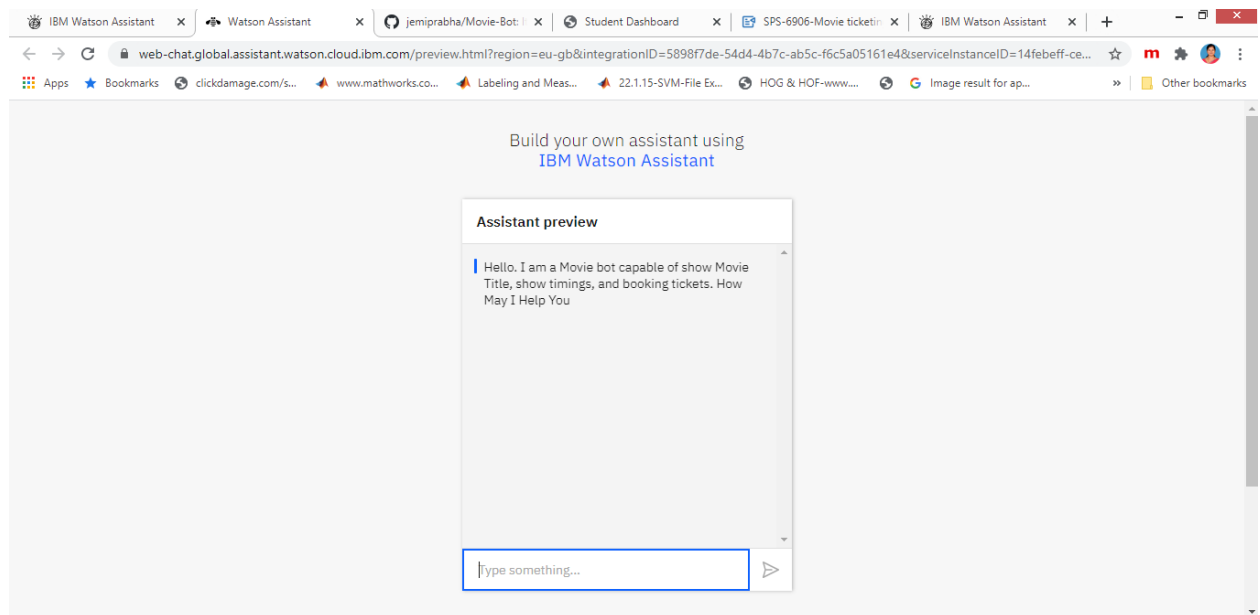 IBM Watson Assistant
Watson Assistant
jemiprabha/Movie-Bot:
Student Dashboard
SPS-6906-Movie ticketin
IBM Watson Assistant
web-chat.global.assistant.watson.cloud.ibm.com/preview.html?region=eu-gb&integrationID=5898f7de-54d4-4b7c-ab5c-f6c5a05161e4&serviceInstanceID=14febeff-ce...
m
Apps
Bookmarks
clickdamage.com/s...
www.mathworks.co...
Labeling and Meas...
22.1.15-SVM-File Ex...
HOG & HOF-www....
Image result for ap...
»
Other bookmarks
Build your own assistant using
IBM Watson Assistant
Assistant preview
Hello. I am a Movie bot capable of show Movie
Title, show timings, and booking tickets. How
May I Help You
Type something...